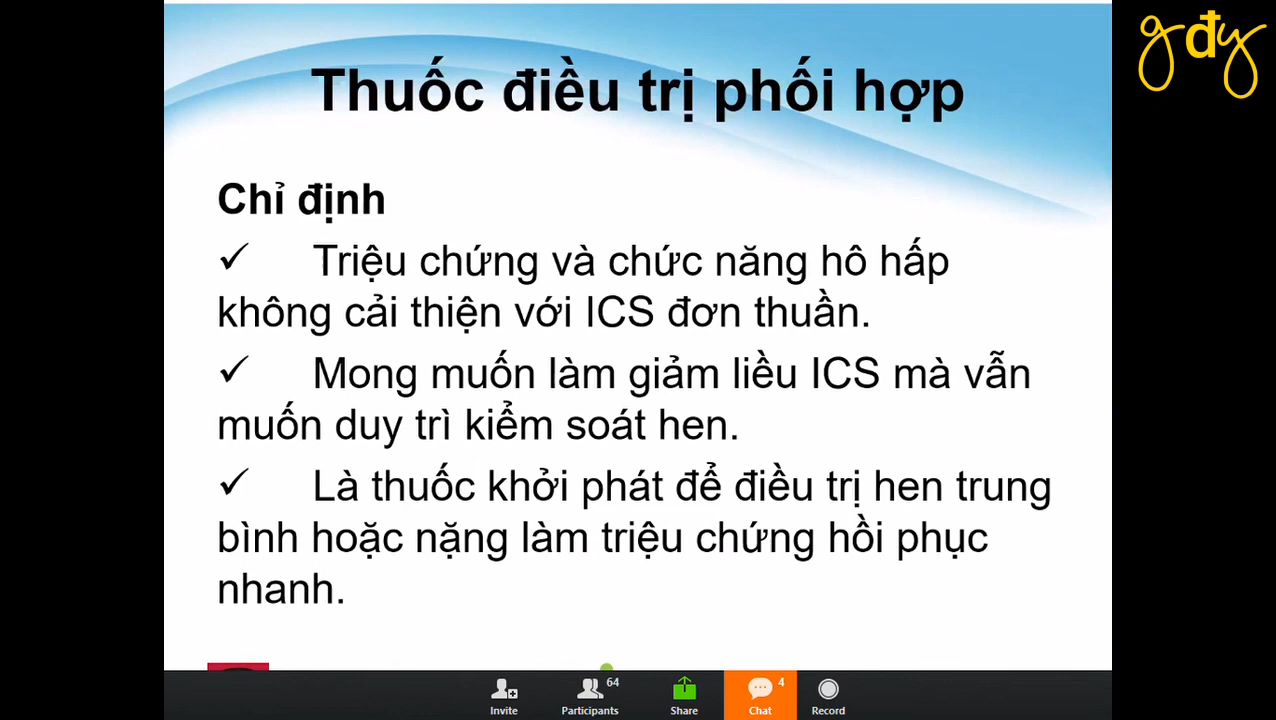 gđy
Thuốc điều trị phối hợp
Chỉ định
✓ Triệu chứng và chức năng hô hấp
không cải thiện với ICS đơn thuần.
✓ Mong muốn làm giảm liều ICS mà vẫn
muốn duy trì kiểm soát hen.
✓ Là thuốc khởi phát để điều trị hen trung
bình hoặc nặng làm triệu chứng hồi phục
nhanh.
64
4
Invite
Participants
Share
Chat
Record